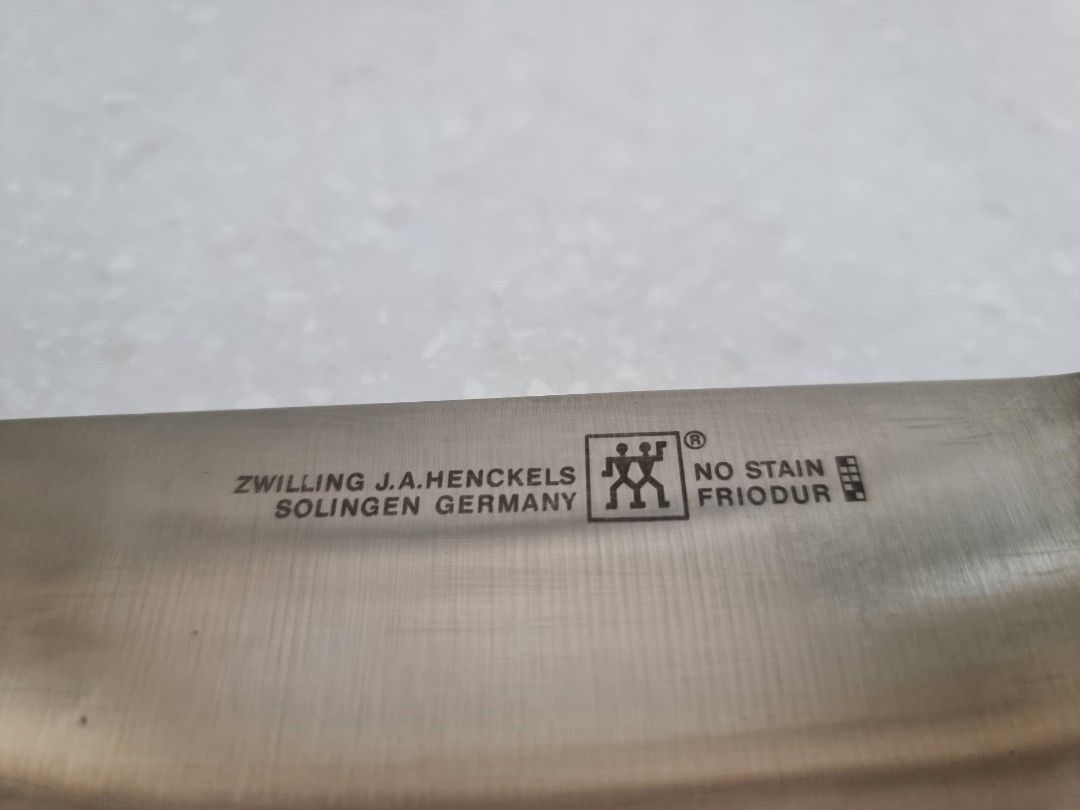 ZWILLING J.A.HENCKELS
SOLINGEN GERMANY
®
NO STAIN
FRIODUR